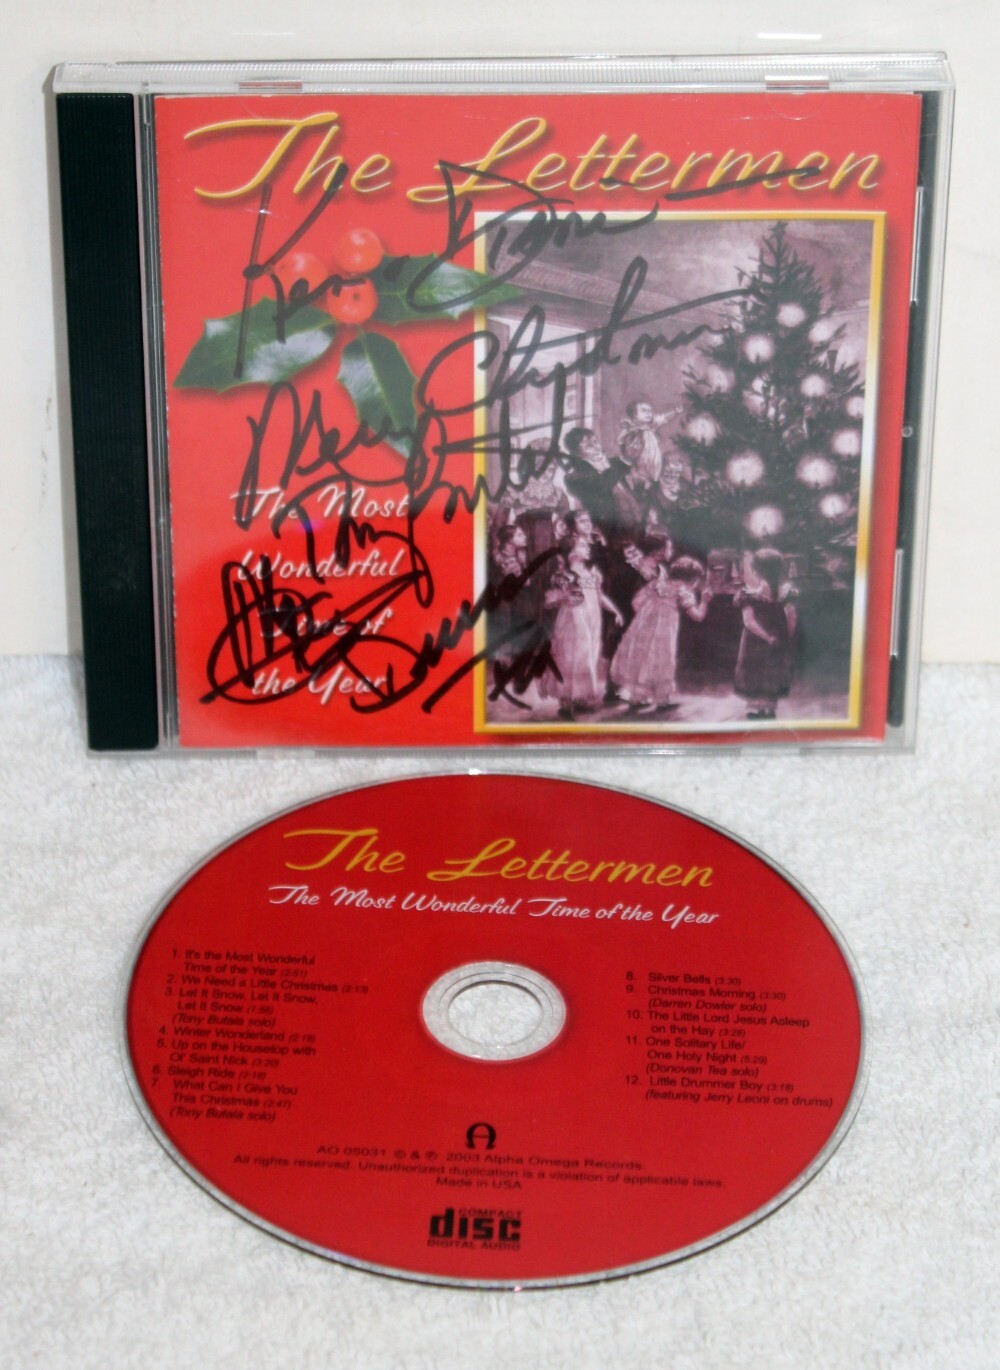 The Lettermen
Merry Christmas
Tony Butala
The Most
Wonderful
Time of
the Year
The Lettermen
The Most Wonderful Time of the Year
1. It's the Most Wonderful
Time of the Year (2:51)
2. We Need a Little Christmas (2:13)
3. Let It Snow, Let It Snow,
Let It Snow (1:58)
(Tony Butala solo)
4. Winter Wonderland (2:18)
5. Up on the Housetop with
Ol' Saint Nick (3:20)
6. Sleigh Ride (2:18)
7. What Can I Give You
This Christmas (2:47)
(Tony Butala solo)
8. Silver Bells (3:30)
9 Christmas Morning (3:30)
(Darren Dowler solo)
10. The Little Lord Jesus Asleep
on the Hay (3:28)
11. One Solitary Life/
One Holy Night (5:29)
(Donovan Tea solo)
12. Little Drummer Boy (3:18)
(featuring Jerry Leoni on drums)
AO 05031 © & ℗ 2003 Alpha Omega Records.
All rights reserved. Unauthorized duplication is a violation of applicable laws.
Made in USA
COMPACT
disc
DIGITAL AUDIO